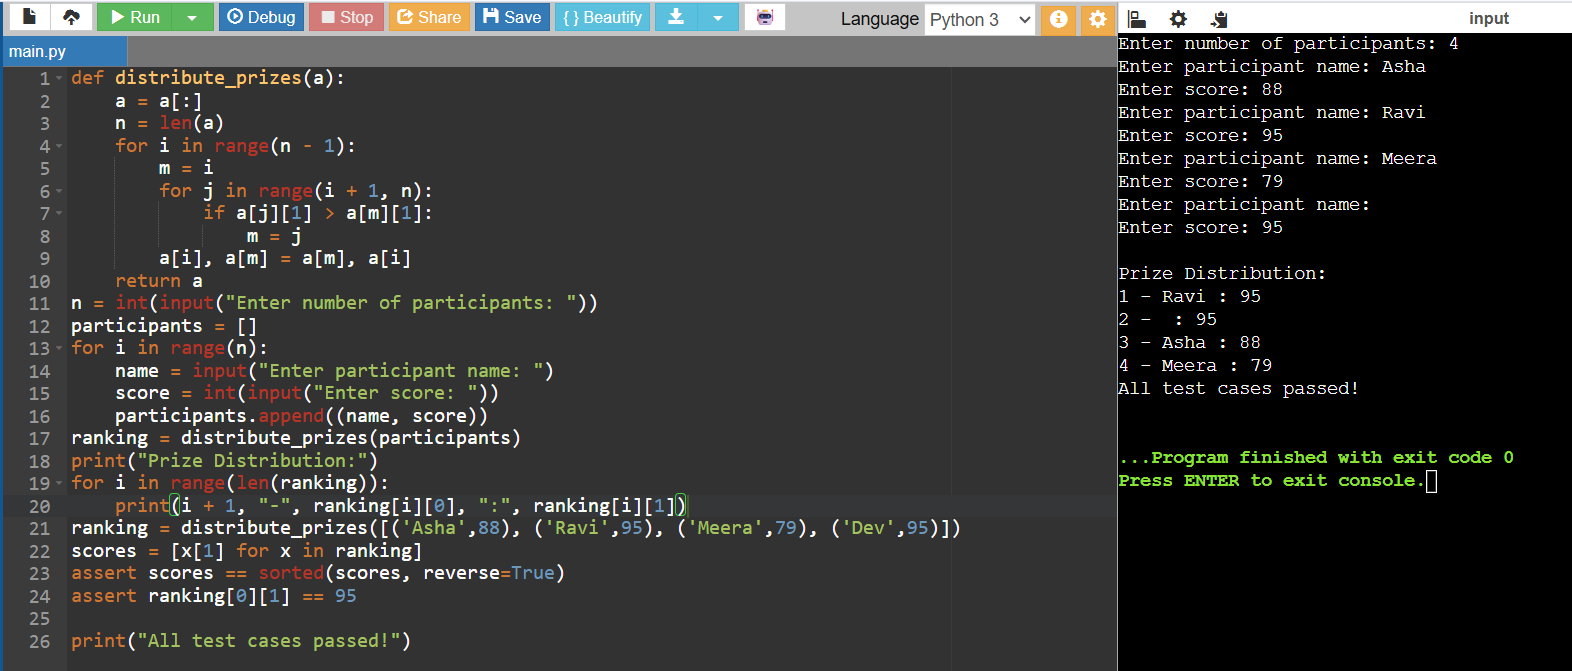 Run Debug Stop Share Save { } Beautify Language Python 3 input
main.py
1 def distribute_prizes(a):
2     a = a[:]
3     n = len(a)
4     for i in range(n - 1):
5         m = i
6         for j in range(i + 1, n):
7             if a[j][1] > a[m][1]:
8                 m = j
9         a[i], a[m] = a[m], a[i]
10     return a
11 n = int(input("Enter number of participants: "))
12 participants = []
13 for i in range(n):
14     name = input("Enter participant name: ")
15     score = int(input("Enter score: "))
16     participants.append((name, score))
17 ranking = distribute_prizes(participants)
18 print("Prize Distribution:")
19 for i in range(len(ranking)):
20     print(i + 1, "-", ranking[i][0], ":", ranking[i][1])
21 ranking = distribute_prizes([('Asha',88), ('Ravi',95), ('Meera',79), ('Dev',95)])
22 scores = [x[1] for x in ranking]
23 assert scores == sorted(scores, reverse=True)
24 assert ranking[0][1] == 95
25
26 print("All test cases passed!")
Enter number of participants: 4
Enter participant name: Asha
Enter score: 88
Enter participant name: Ravi
Enter score: 95
Enter participant name: Meera
Enter score: 79
Enter participant name:
Enter score: 95
Prize Distribution:
1 - Ravi : 95
2 -  : 95
3 - Asha : 88
4 - Meera : 79
All test cases passed!
...Program finished with exit code 0
Press ENTER to exit console.